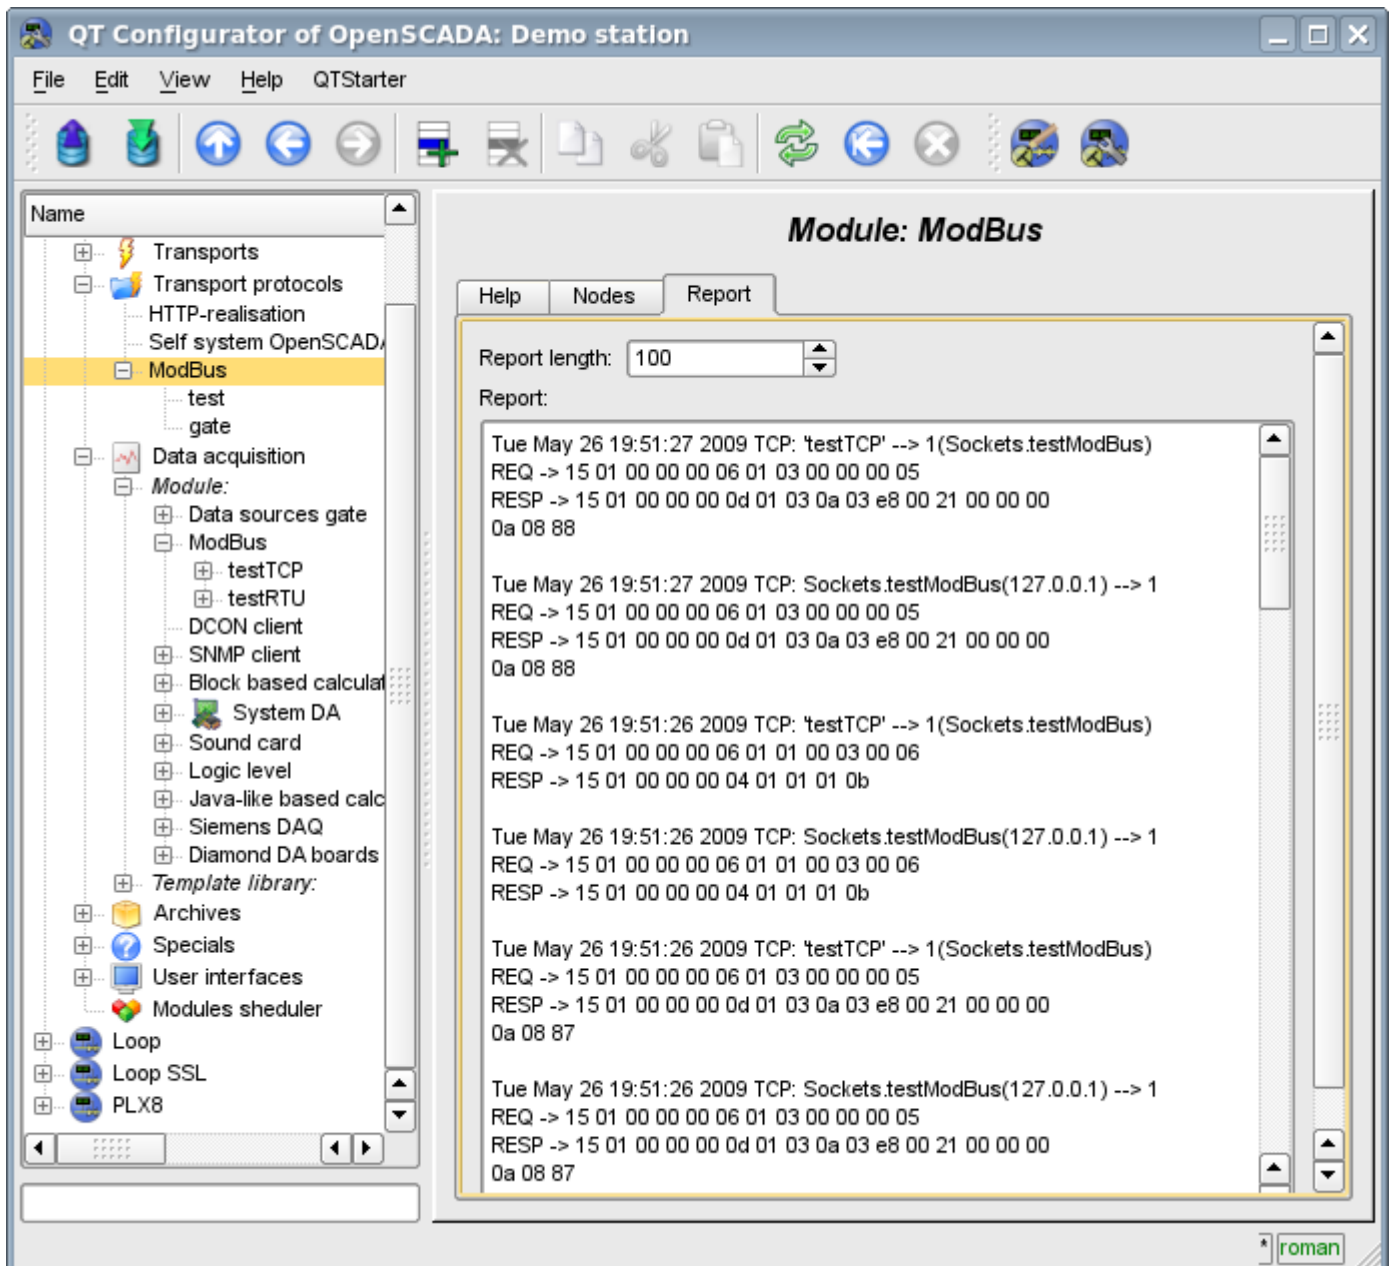 QT Configurator of OpenSCADA: Demo station
File Edit View Help QTStarter
Name
Transports
Transport protocols
HTTP-realisation
Self system OpenSCADA
ModBus
test
gate
Data acquisition
Module:
Data sources gate
ModBus
testTCP
testRTU
DCON client
SNMP client
Block based calculat
System DA
Sound card
Logic level
Java-like based calc
Siemens DAQ
Diamond DA boards
Template library:
Archives
Specials
User interfaces
Modules sheduler
Loop
Loop SSL
PLX8
Module: ModBus
Help Nodes Report
Report length: 100
Report:
Tue May 26 19:51:27 2009 TCP: 'testTCP' --> 1(Sockets.testModBus)
REQ -> 15 01 00 00 00 06 01 03 00 00 00 05
RESP -> 15 01 00 00 00 0d 01 03 0a 03 e8 00 21 00 00 00
0a 08 88
Tue May 26 19:51:27 2009 TCP: Sockets.testModBus(127.0.0.1) --> 1
REQ -> 15 01 00 00 00 06 01 03 00 00 00 05
RESP -> 15 01 00 00 00 0d 01 03 0a 03 e8 00 21 00 00 00
0a 08 88
Tue May 26 19:51:26 2009 TCP: 'testTCP' --> 1(Sockets.testModBus)
REQ -> 15 01 00 00 00 06 01 01 00 03 00 06
RESP -> 15 01 00 00 00 04 01 01 01 0b
Tue May 26 19:51:26 2009 TCP: Sockets.testModBus(127.0.0.1) --> 1
REQ -> 15 01 00 00 00 06 01 01 00 03 00 06
RESP -> 15 01 00 00 00 04 01 01 01 0b
Tue May 26 19:51:26 2009 TCP: 'testTCP' --> 1(Sockets.testModBus)
REQ -> 15 01 00 00 00 06 01 03 00 00 00 05
RESP -> 15 01 00 00 00 0d 01 03 0a 03 e8 00 21 00 00 00
0a 08 87
Tue May 26 19:51:26 2009 TCP: Sockets.testModBus(127.0.0.1) --> 1
REQ -> 15 01 00 00 00 06 01 03 00 00 00 05
RESP -> 15 01 00 00 00 0d 01 03 0a 03 e8 00 21 00 00 00
0a 08 87
* roman